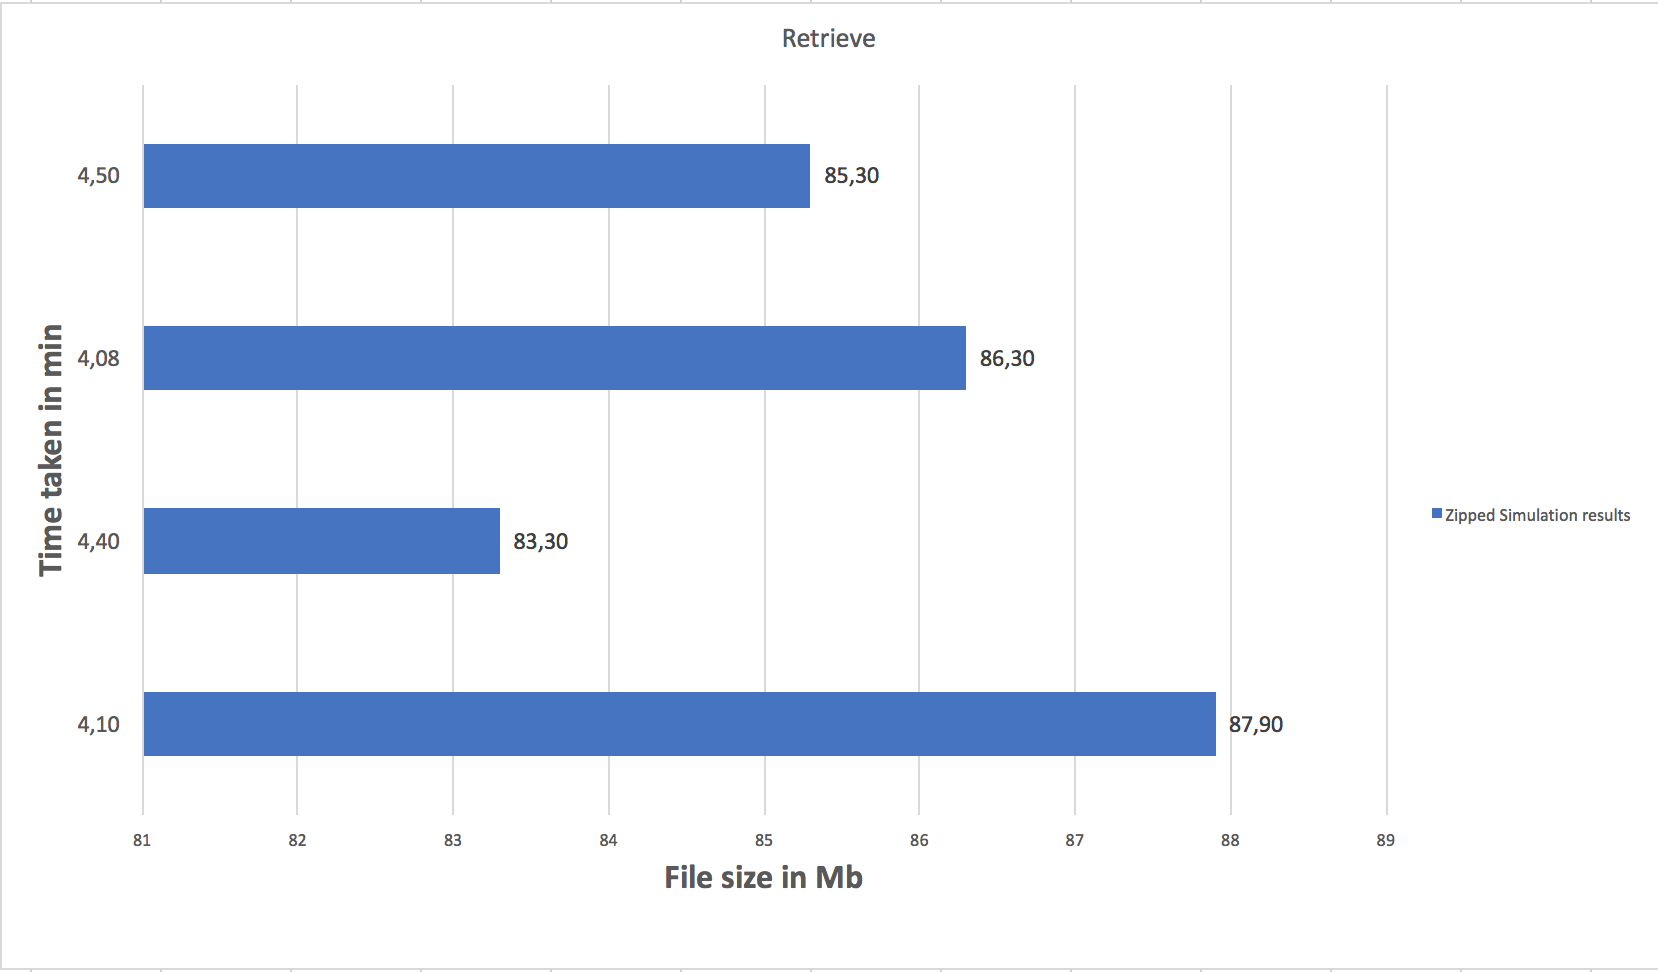 Retrieve
Time taken in min
4,50
85,30
4,08
86,30
4,40
83,30
4,10
87,90
81 82 83 84 85 86 87 88 89
File size in Mb
Zipped Simulation results